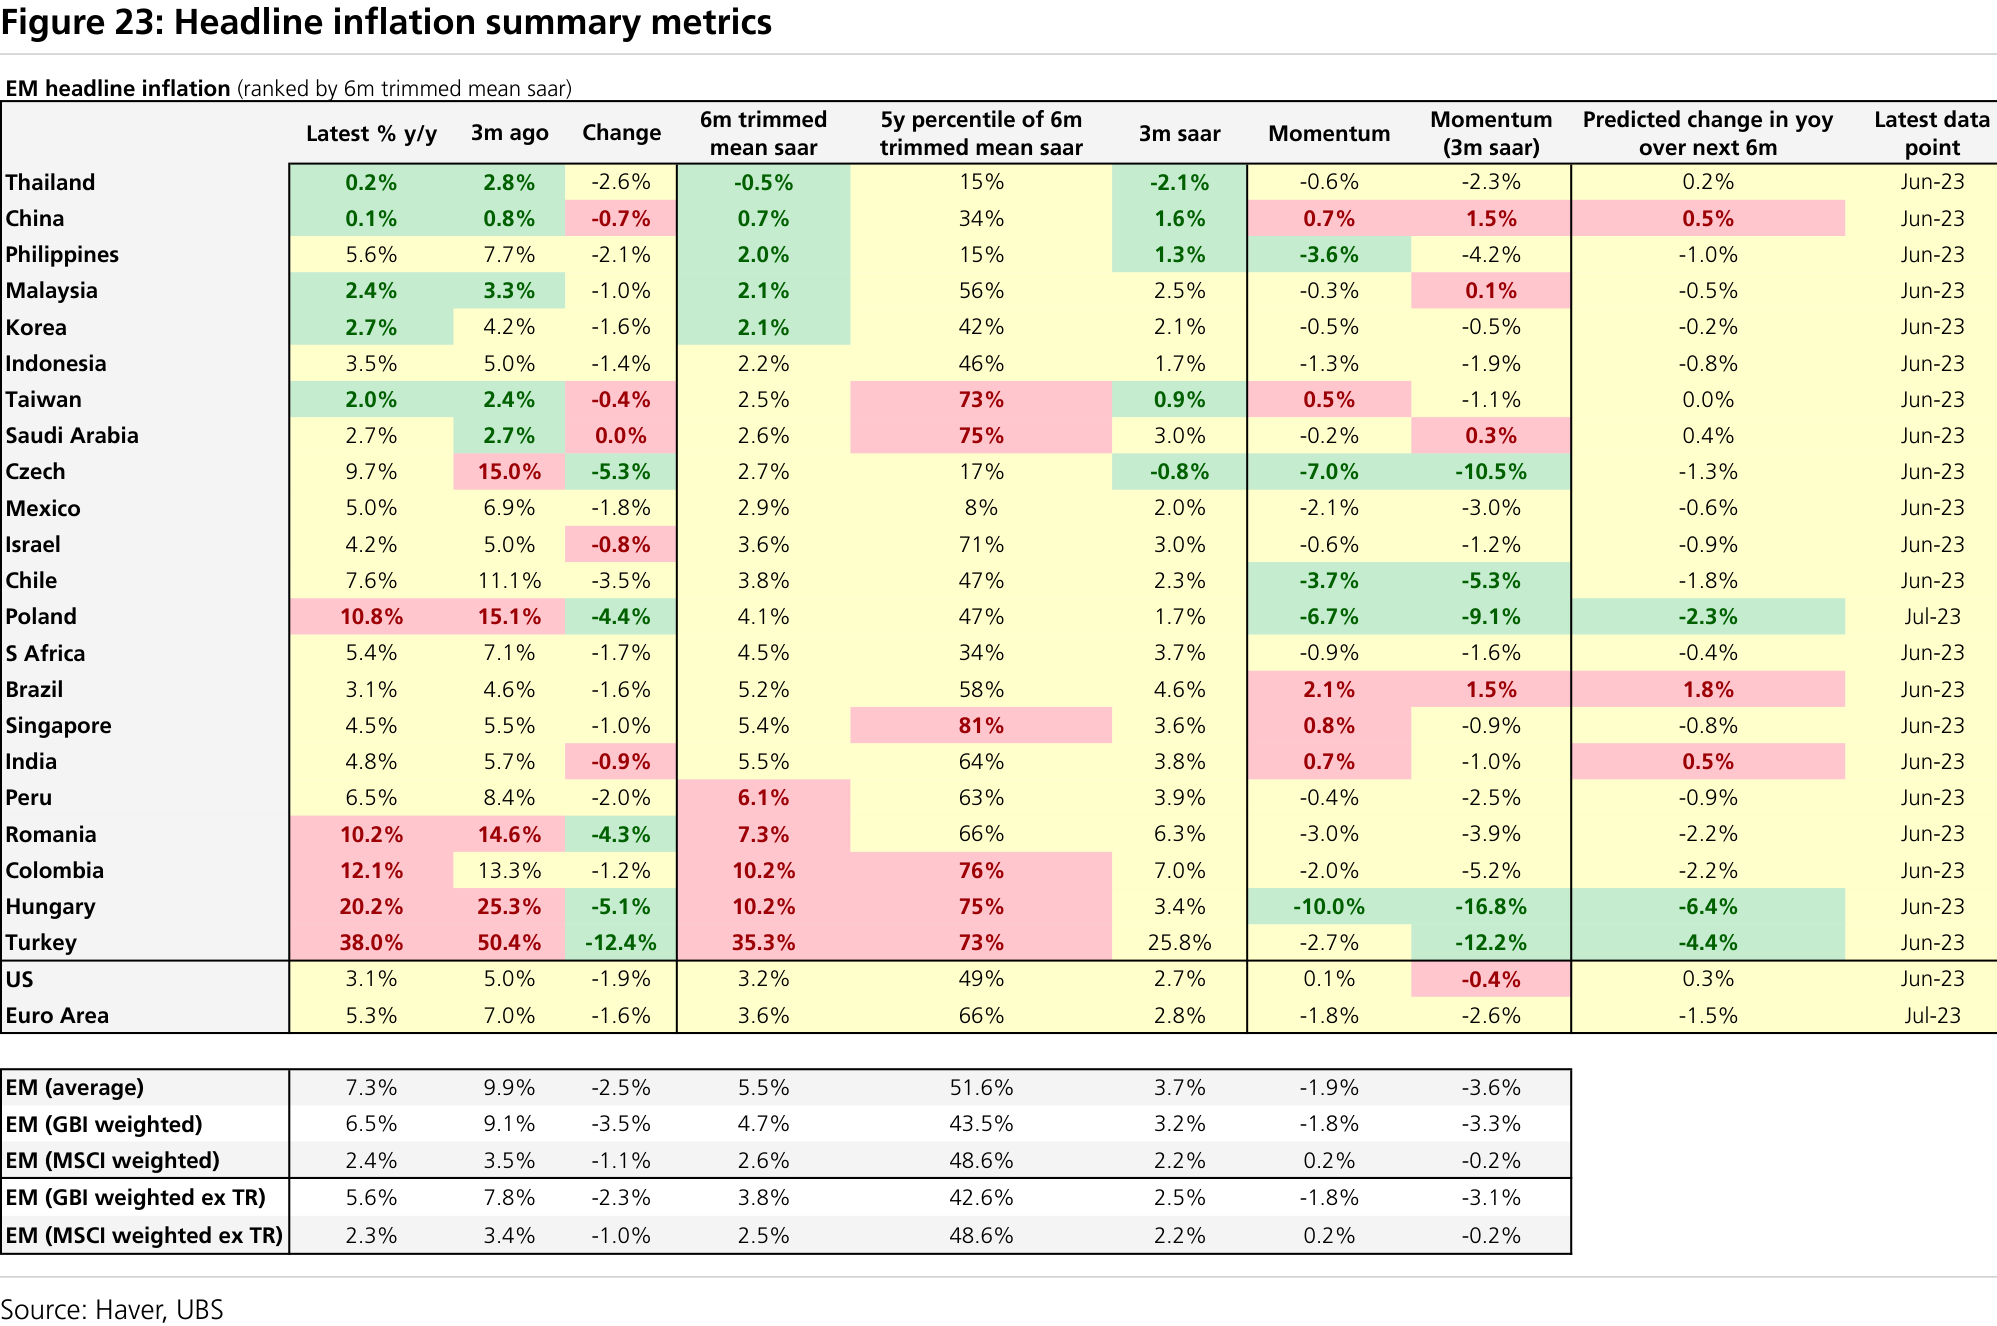 Figure 23: Headline inflation summary metrics
EM headline inflation (ranked by 6m trimmed mean saar)
Latest % y/y 3m ago Change 6m trimmed mean saar 5y percentile of 6m trimmed mean saar 3m saar Momentum Momentum (3m saar) Predicted change in yoy over next 6m Latest data point
Thailand 0.2% 2.8% -2.6% -0.5% 15% -2.1% -0.6% -2.3% 0.2% Jun-23
China 0.1% 0.8% -0.7% 0.7% 34% 1.6% 0.7% 1.5% 0.5% Jun-23
Philippines 5.6% 7.7% -2.1% 2.0% 15% 1.3% -3.6% -4.2% -1.0% Jun-23
Malaysia 2.4% 3.3% -1.0% 2.1% 56% 2.5% -0.3% 0.1% -0.5% Jun-23
Korea 2.7% 4.2% -1.6% 2.1% 42% 2.1% -0.5% -0.5% -0.2% Jun-23
Indonesia 3.5% 5.0% -1.4% 2.2% 46% 1.7% -1.3% -1.9% -0.8% Jun-23
Taiwan 2.0% 2.4% -0.4% 2.5% 73% 0.9% 0.5% -1.1% 0.0% Jun-23
Saudi Arabia 2.7% 2.7% 0.0% 2.6% 75% 3.0% -0.2% 0.3% 0.4% Jun-23
Czech 9.7% 15.0% -5.3% 2.7% 17% -0.8% -7.0% -10.5% -1.3% Jun-23
Mexico 5.0% 6.9% -1.8% 2.9% 8% 2.0% -2.1% -3.0% -0.6% Jun-23
Israel 4.2% 5.0% -0.8% 3.6% 71% 3.0% -0.6% -1.2% -0.9% Jun-23
Chile 7.6% 11.1% -3.5% 3.8% 47% 2.3% -3.7% -5.3% -1.8% Jun-23
Poland 10.8% 15.1% -4.4% 4.1% 47% 1.7% -6.7% -9.1% -2.3% Jul-23
S Africa 5.4% 7.1% -1.7% 4.5% 34% 3.7% -0.9% -1.6% -0.4% Jun-23
Brazil 3.1% 4.6% -1.6% 5.2% 58% 4.6% 2.1% 1.5% 1.8% Jun-23
Singapore 4.5% 5.5% -1.0% 5.4% 81% 3.6% 0.8% -0.9% -0.8% Jun-23
India 4.8% 5.7% -0.9% 5.5% 64% 3.8% 0.7% -1.0% 0.5% Jun-23
Peru 6.5% 8.4% -2.0% 6.1% 63% 3.9% -0.4% -2.5% -0.9% Jun-23
Romania 10.2% 14.6% -4.3% 7.3% 66% 6.3% -3.0% -3.9% -2.2% Jun-23
Colombia 12.1% 13.3% -1.2% 10.2% 76% 7.0% -2.0% -5.2% -2.2% Jun-23
Hungary 20.2% 25.3% -5.1% 10.2% 75% 3.4% -10.0% -16.8% -6.4% Jun-23
Turkey 38.0% 50.4% -12.4% 35.3% 73% 25.8% -2.7% -12.2% -4.4% Jun-23
US 3.1% 5.0% -1.9% 3.2% 49% 2.7% 0.1% -0.4% 0.3% Jun-23
Euro Area 5.3% 7.0% -1.6% 3.6% 66% 2.8% -1.8% -2.6% -1.5% Jul-23
EM (average) 7.3% 9.9% -2.5% 5.5% 51.6% 3.7% -1.9% -3.6%
EM (GBI weighted) 6.5% 9.1% -3.5% 4.7% 43.5% 3.2% -1.8% -3.3%
EM (MSCI weighted) 2.4% 3.5% -1.1% 2.6% 48.6% 2.2% 0.2% -0.2%
EM (GBI weighted ex TR) 5.6% 7.8% -2.3% 3.8% 42.6% 2.5% -1.8% -3.1%
EM (MSCI weighted ex TR) 2.3% 3.4% -1.0% 2.5% 48.6% 2.2% 0.2% -0.2%
Source: Haver, UBS